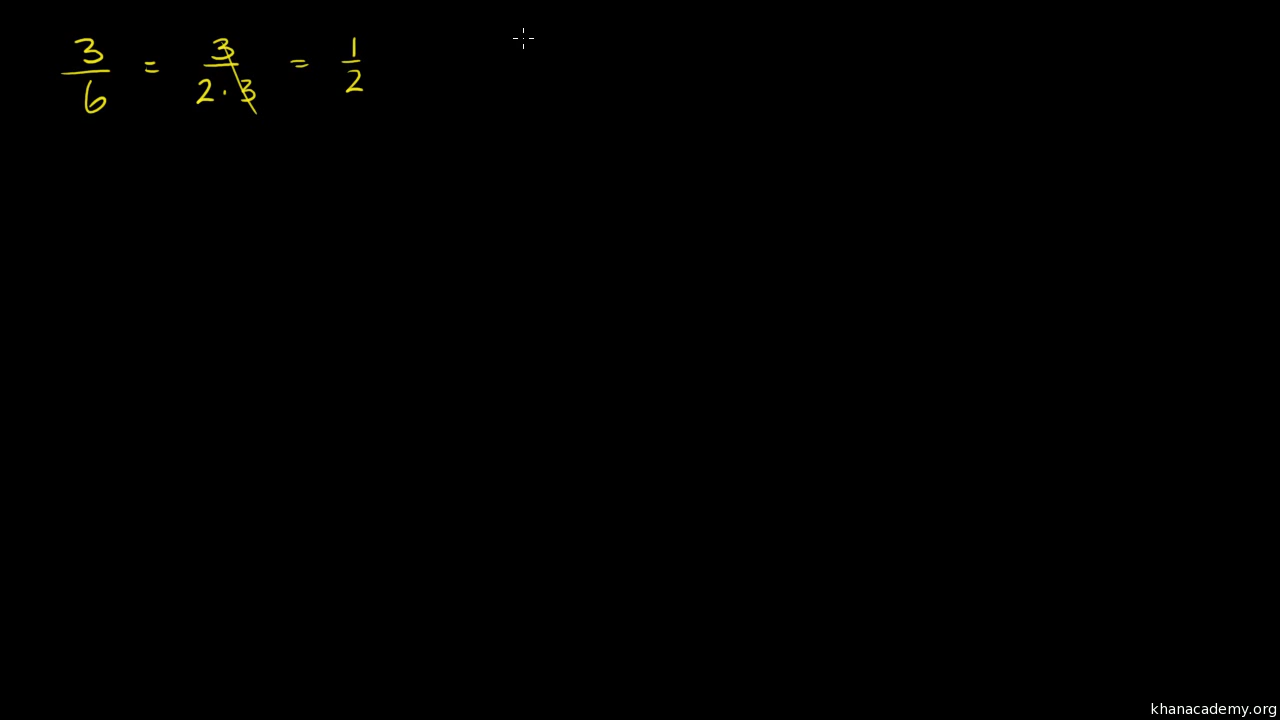 3/6 = 3/(2 · 3) = 1/2
khanacademy.org